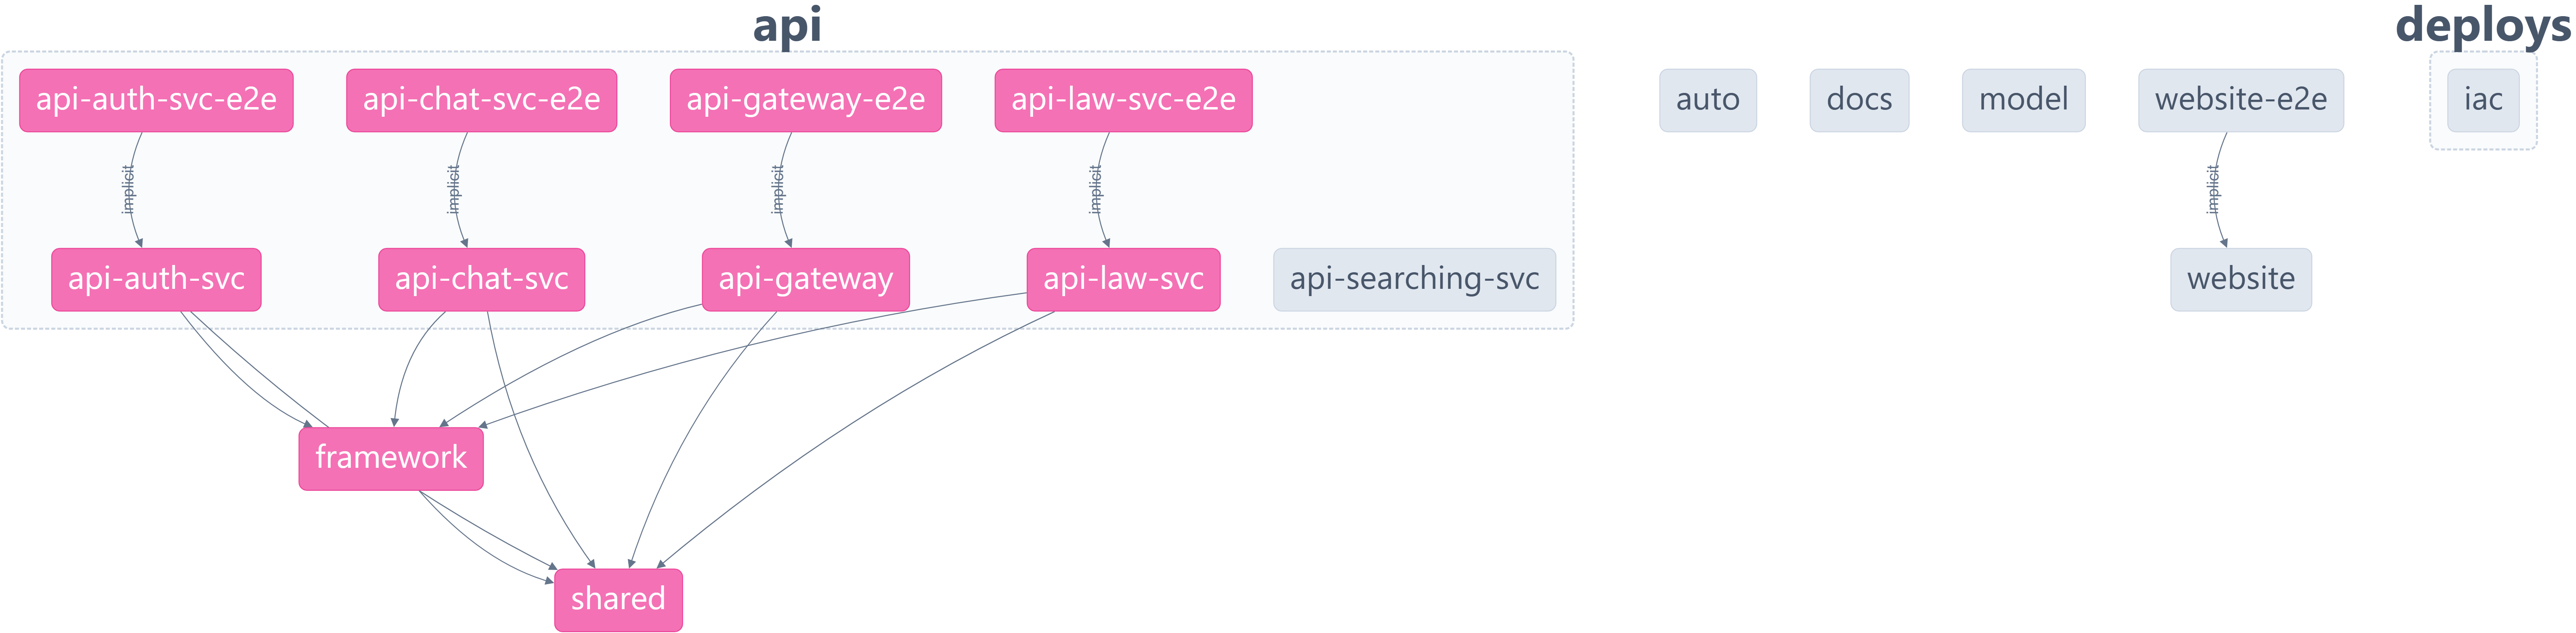 api
deploys
api-auth-svc-e2e
api-chat-svc-e2e
api-gateway-e2e
api-law-svc-e2e
auto
docs
model
website-e2e
iac
implicit
implicit
implicit
implicit
implicit
api-auth-svc
api-chat-svc
api-gateway
api-law-svc
api-searching-svc
website
framework
shared